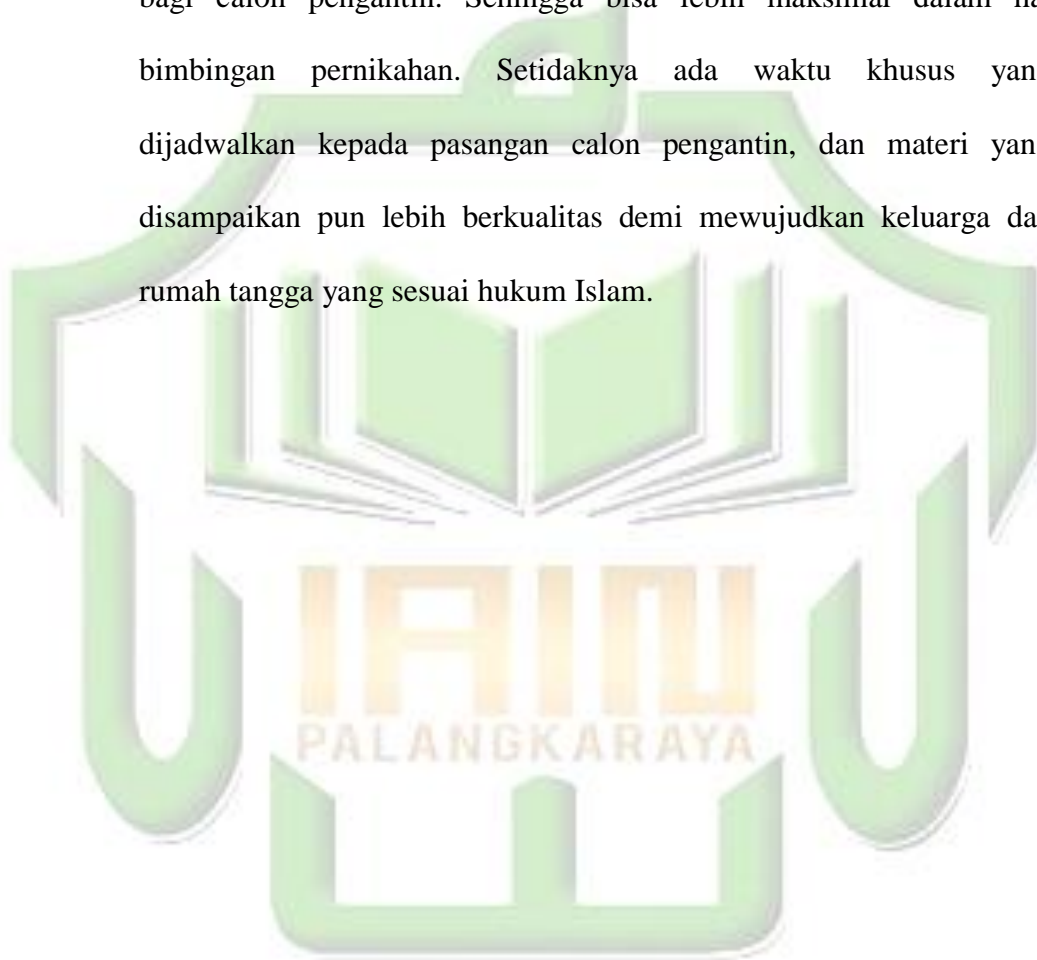 bagi calon pengantin. Sehingga bisa lebih maksimal dalam
bimbingan pernikahan. Setidaknya ada waktu khusus yan
dijadwalkan kepada pasangan calon pengantin, dan materi yan
disampaikan pun lebih berkualitas demi mewujudkan keluarga da
rumah tangga yang sesuai hukum Islam.
IAIN
PALANGKARAYA